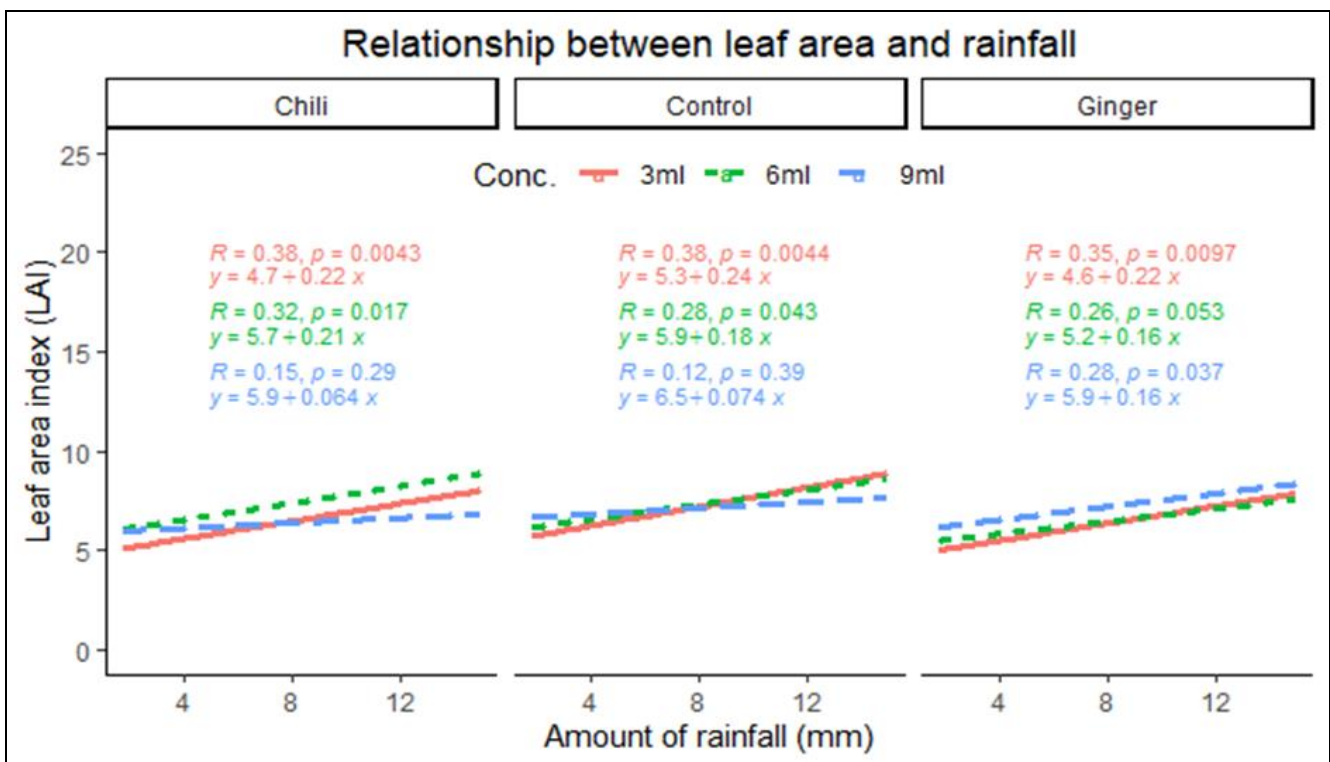 Relationship between leaf area and rainfall
Chili
Control
Ginger
Conc. a 3ml a 6ml a 9ml
25
20
15
10
5
0
Leaf area index (LAI)
R = 0.38, p = 0.0043
y = 4.7+0.22 x
R = 0.32, p = 0.017
y = 5.7+0.21 x
R = 0.15, p = 0.29
y = 5.9+0.064 x
R = 0.38, p = 0.0044
y = 5.3+0.24 x
R = 0.28, p = 0.043
y = 5.9+0.18 x
R = 0.12, p = 0.39
y = 6.5+0.074 x
R = 0.35, p = 0.0097
y = 4.6+0.22 x
R = 0.26, p = 0.053
y = 5.2+0.16 x
R = 0.28, p = 0.037
y = 5.9+0.16 x
4 8 12
4 8 12
4 8 12
Amount of rainfall (mm)